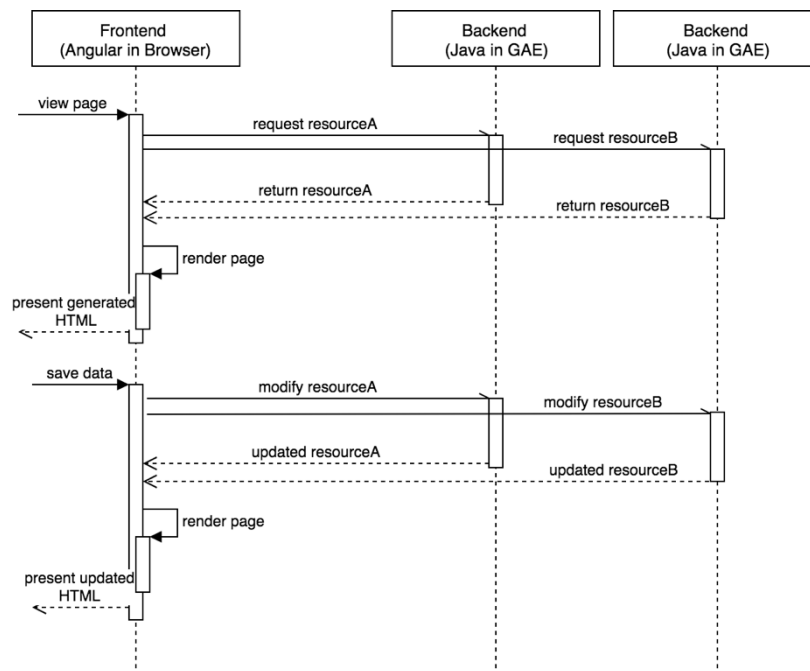 Frontend
(Angular in Browser)
Backend
(Java in GAE)
Backend
(Java in GAE)
view page
request resourceA
request resourceB
return resourceA
return resourceB
render page
present generated
HTML
save data
modify resourceA
modify resourceB
updated resourceA
updated resourceB
render page
present updated
HTML